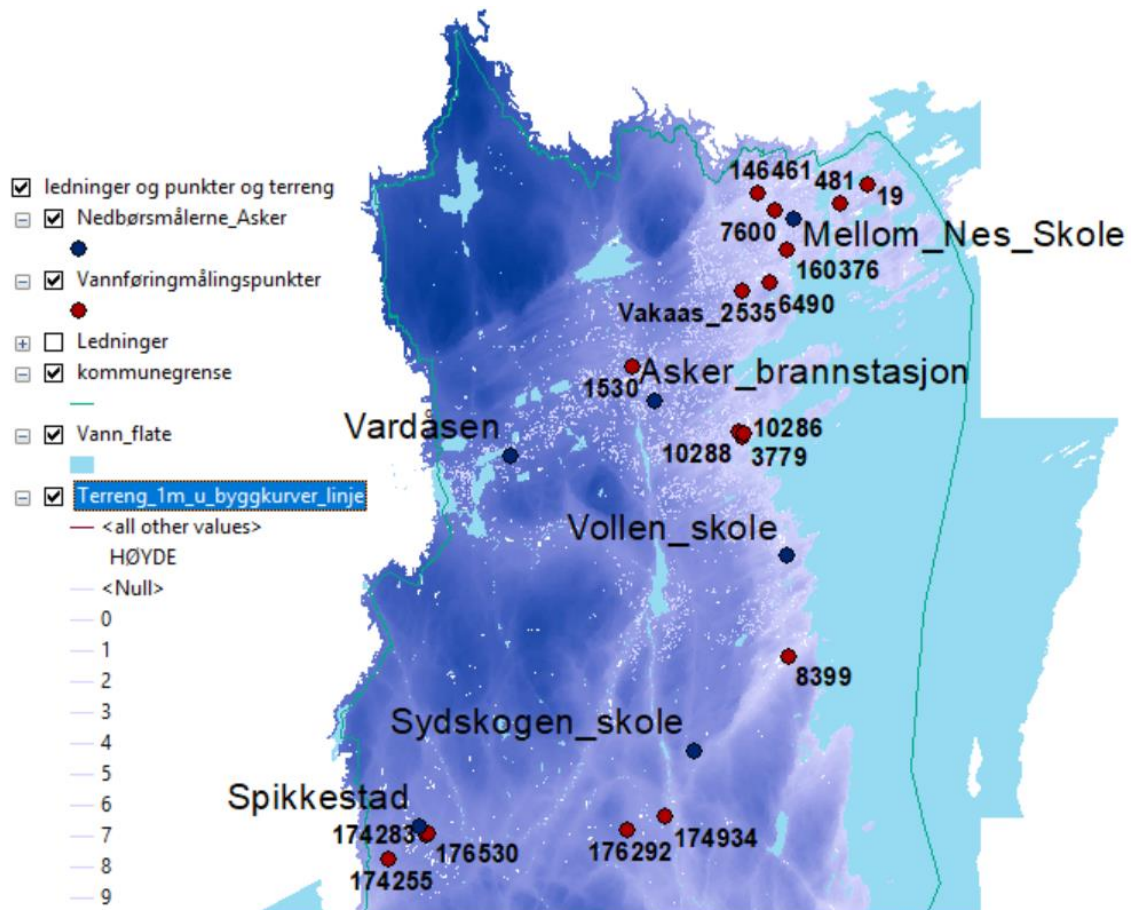 ledninger og punkter og terreng
Nedbørsmålerne_Asker
Vannføringmålingspunkter
Ledninger
kommunegrense
Vann_flate
Terreng_1m_u_byggkurver_linje
<all other values>
HØYDE
<Null>
0
1
2
3
4
5
6
7
8
9
146461
481
19
7600
Mellom_Nes_Skole
160376
6490
Vakaas_2535
Asker_brannstasjon
1530
Vardåsen
10286
10288
3779
Vollen_skole
8399
Sydskogen_skole
Spikkestad
174283
176530
174255
176292
174934